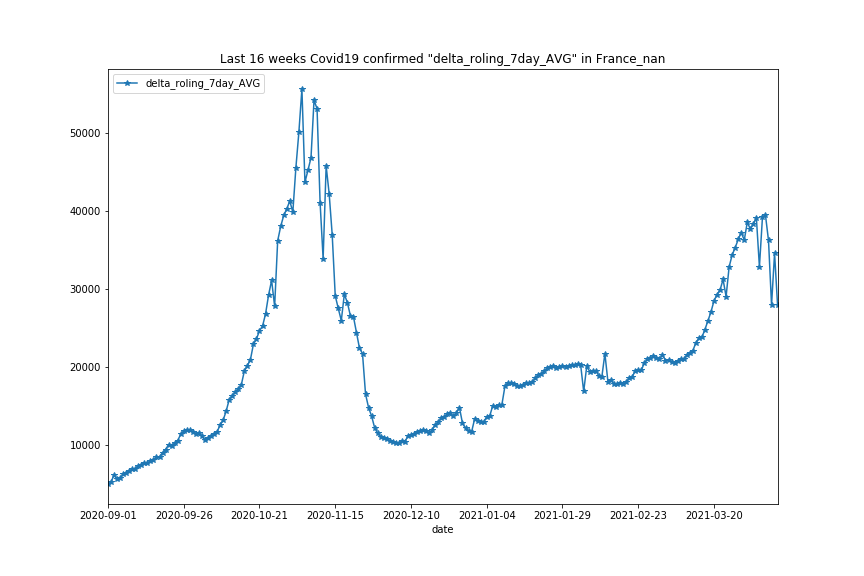 Last 16 weeks Covid19 confirmed "delta_roling_7day_AVG" in France_nan
delta_roling_7day_AVG
50000
40000
30000
20000
10000
2020-09-01 2020-09-26 2020-10-21 2020-11-15 2020-12-10 2021-01-04 2021-01-29 2021-02-23 2021-03-20
date